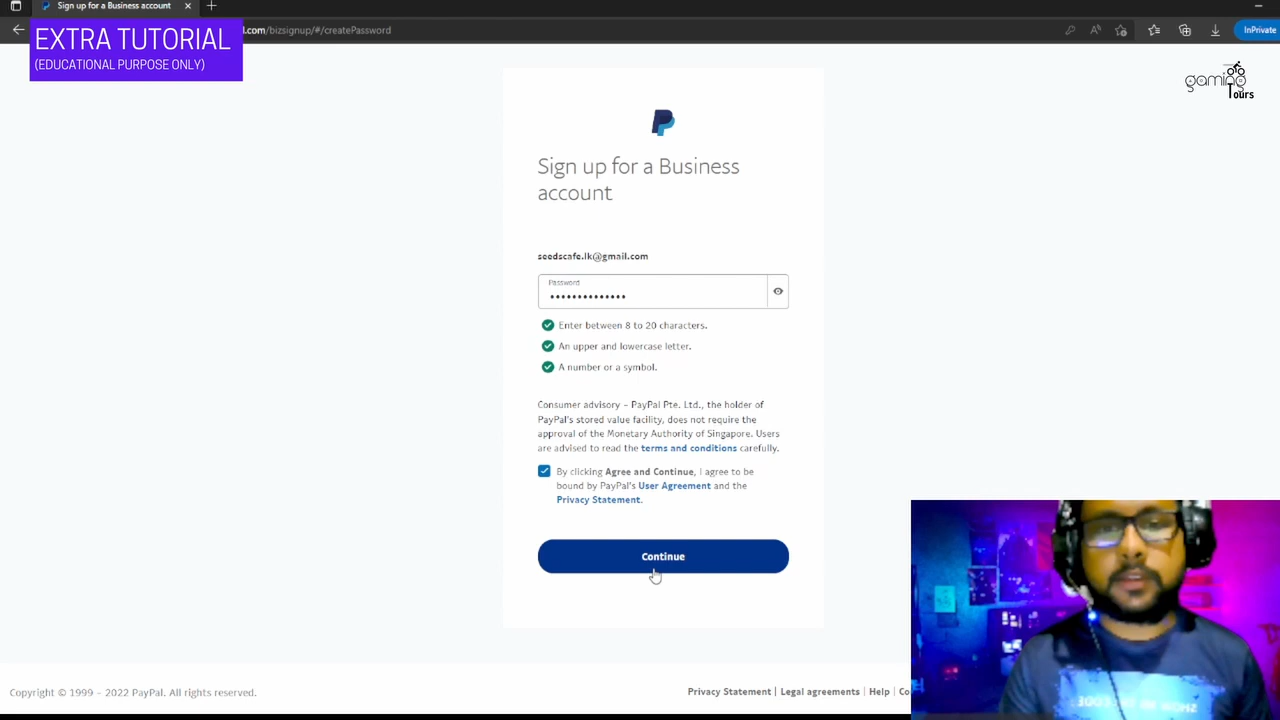 Sign up for a Business account
EXTRA TUTORIAL
(EDUCATIONAL PURPOSE ONLY)
.com/bizsignup/#/createPassword
InPrivate
gaming
Tours
Sign up for a Business
account
seedscafe.lk@gmail.com
Password
Enter between 8 to 20 characters.
An upper and lowercase letter.
A number or a symbol.
Consumer advisory – PayPal Pte. Ltd., the holder of
PayPal's stored value facility, does not require the
approval of the Monetary Authority of Singapore. Users
are advised to read the terms and conditions carefully.
By clicking Agree and Continue, I agree to be
bound by PayPal's User Agreement and the
Privacy Statement.
Continue
Copyright © 1999 – 2022 PayPal. All rights reserved.
Privacy Statement | Legal agreements | Help | Co